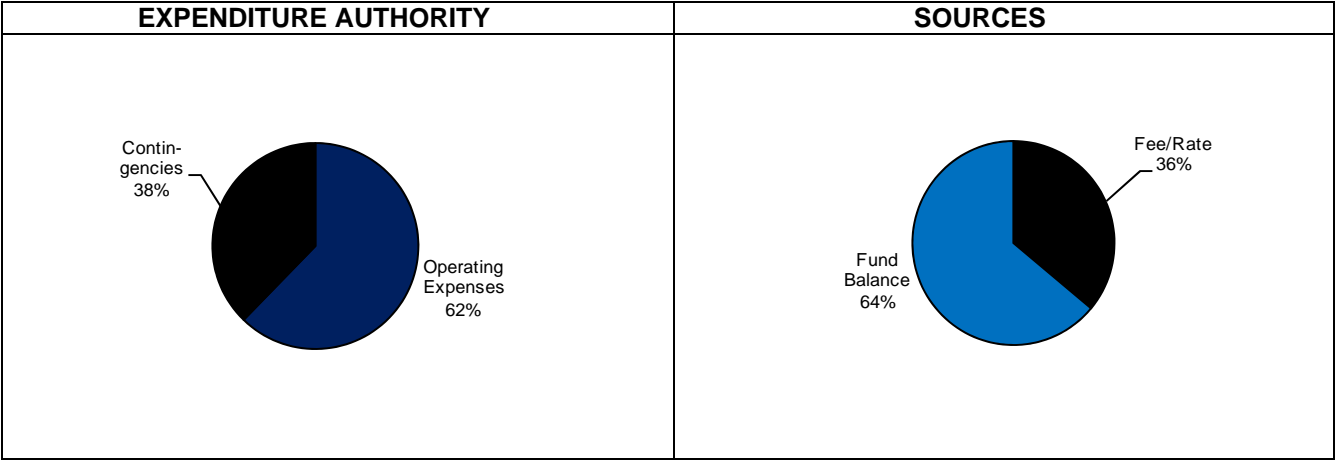 EXPENDITURE AUTHORITY
SOURCES
Contin-
gencies
38%
Operating
Expenses
62%
Fee/Rate
36%
Fund
Balance
64%